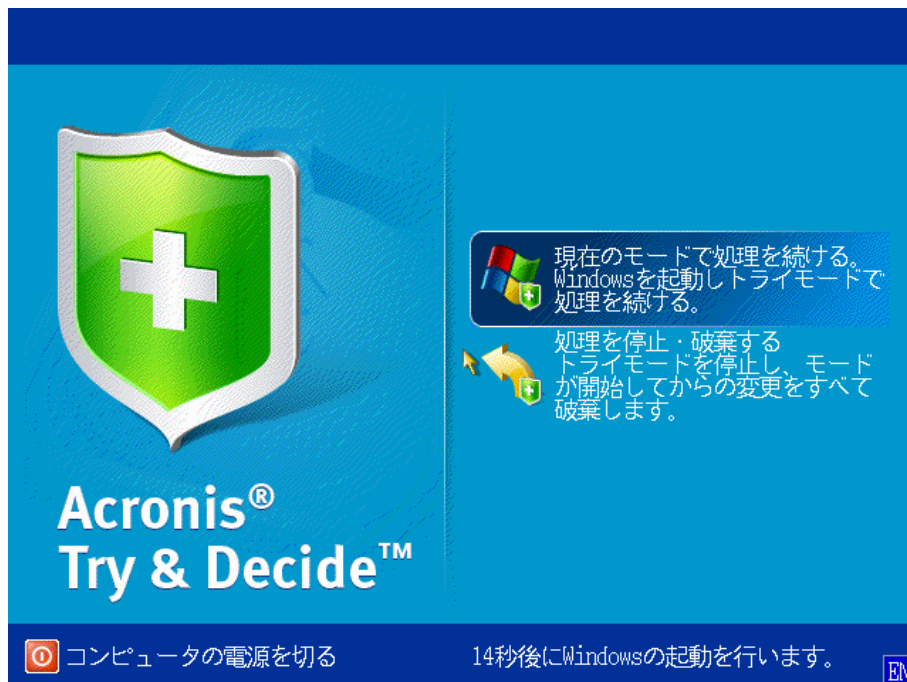 現在のモードで処理を続ける。
Windowsを起動しトライモードで
処理を続ける。
処理を停止・破棄する
トライモードを停止し、モード
が開始してからの変更をすべて
破棄します。
Acronis®
Try & Decide™
コンピュータの電源を切る
14秒後にWindowsの起動を行います。
EN